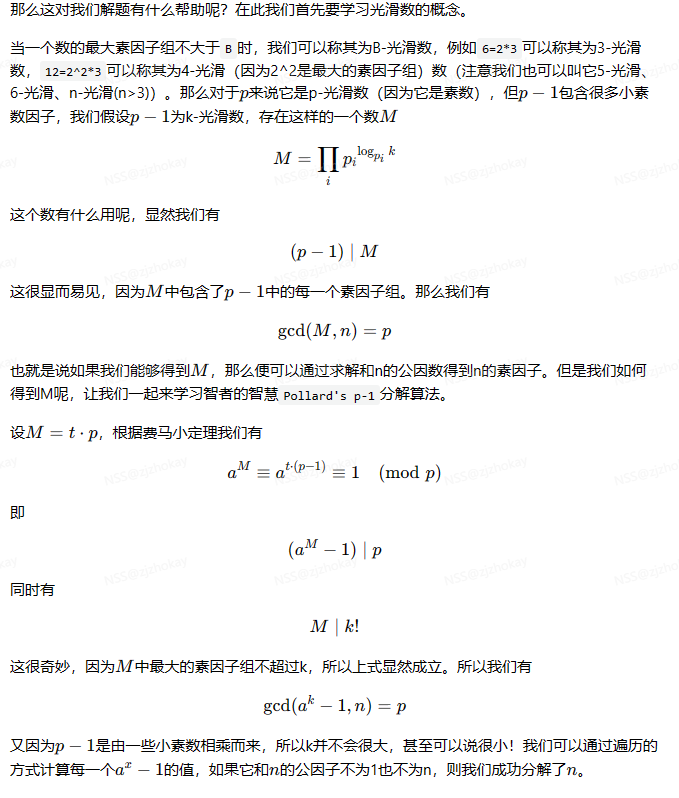 那么这对我们解题有什么帮助呢？在此我们首先要学习光滑数的概念。
当一个数的最大素因子组不大于 B 时，我们可以称其为B-光滑数，例如 6=2*3 可以称其为3-光滑
数， 12=2^2*3 可以称其为4-光滑（因为2^2是最大的素因子组）数（注意我们也可以叫它5-光滑、
6-光滑、n-光滑(n>3)）。那么对于p来说它是p-光滑数（因为它是素数），但p − 1包含很多小素
数因子，我们假设p − 1为k-光滑数，存在这样的一个数M
M = ∏_i p_i^{log_{p_i} k}
这个数有什么用呢，显然我们有
(p − 1) | M
这很显而易见，因为M中包含了p − 1中的每一个素因子组。那么我们有
gcd(M, n) = p
也就是说如果我们能够得到M，那么便可以通过求解和n的公因数得到n的素因子。但是我们如何
得到M呢，让我们一起来学习智者的智慧 Pollard's p-1 分解算法。
设M = t · p，根据费马小定理我们有
a^M ≡ a^{t·(p−1)} ≡ 1 (mod p)
即
(a^M − 1) | p
同时有
M | k!
这很奇妙，因为M中最大的素因子组不超过k，所以上式显然成立。所以我们有
gcd(a^k − 1, n) = p
又因为p − 1是由一些小素数相乘而来，所以k并不会很大，甚至可以说很小！我们可以通过遍历的
方式计算每一个a^x − 1的值，如果它和n的公因子不为1也不为n，则我们成功分解了n。
NSS@zjzhokay